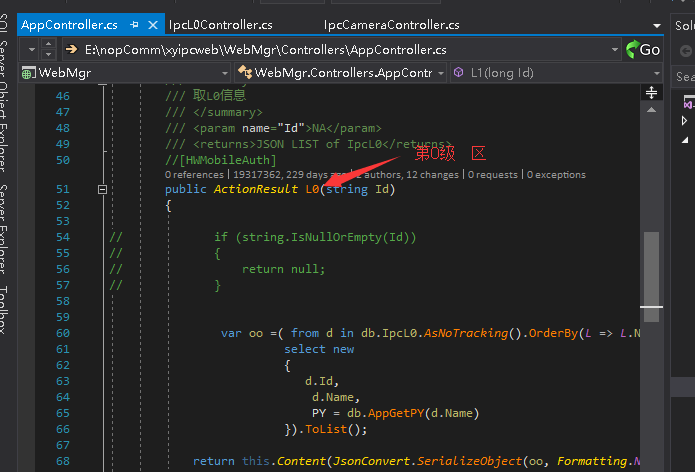 AppController.cs IpcL0Controller.cs IpcCameraController.cs
E:\nopComm\xyipcweb\WebMgr\Controllers\AppController.cs Go Solu
WebMgr WebMgr.Controllers.AppContr L1(long Id) Sear
SQL Server Object Explorer
Server Explorer
Toolbox
46 /// 取L0信息
47 /// </summary>
48 /// <param name="Id">NA</param>
49 /// <returns>JSON LIST of IpcL0</returns>
50 //[HWMobileAuth]
第0级 区
0 references | 19317362, 229 days authors, 12 changes | 0 requests | 0 exceptions
51 public ActionResult L0(string Id)
52 {
53
54 // if (string.IsNullOrEmpty(Id))
55 // {
56 // return null;
57 // }
58
59
60 var oo =( from d in db.IpcL0.AsNoTracking().OrderBy(L => L.N
61 select new
62 {
63 d.Id,
64 d.Name,
65 PY = db.AppGetPY(d.Name)
66 }).ToList();
67
68 return this.Content(JsonConvert.SerializeObject(oo, Formatting.N